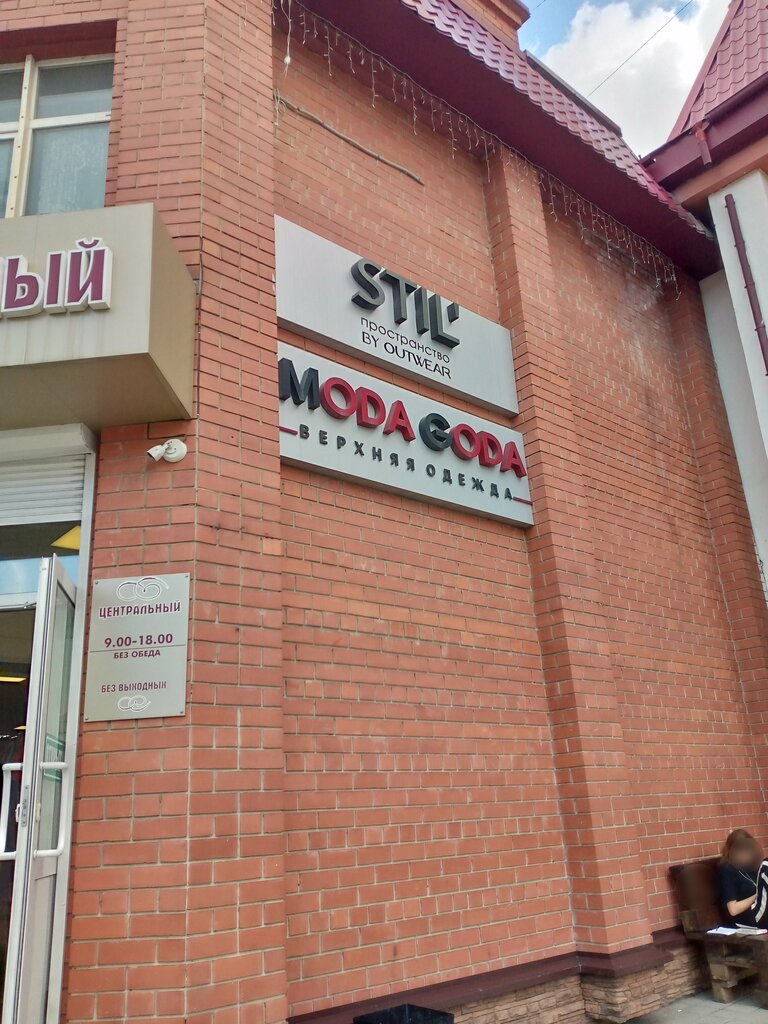 ЫЙ
STIL'
пространство
BY OUTWEAR
MODA GODA
ВЕРХНЯЯ ОДЕЖДА
ЦЕНТРАЛЬНЫЙ
9.00-18.00
БЕЗ ОБЕДА
БЕЗ ВЫХОДНЫХ